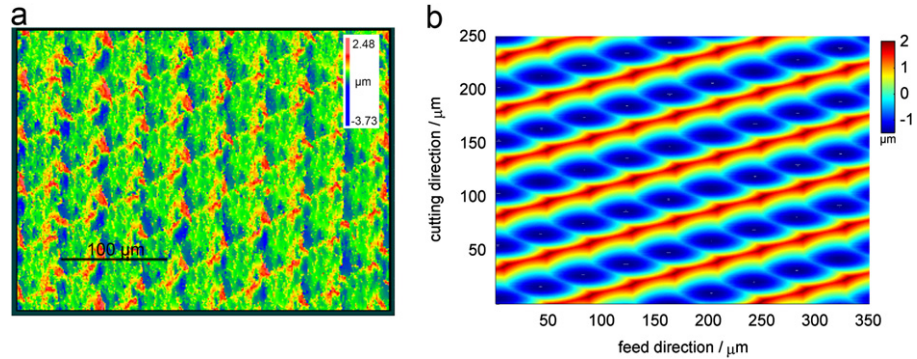 a
2.48
μm
-3.73
100 μm
b
250
200
150
100
50
cutting direction / μm
50
100
150
200
250
300
350
feed direction / μm
2
1
0
-1
μm